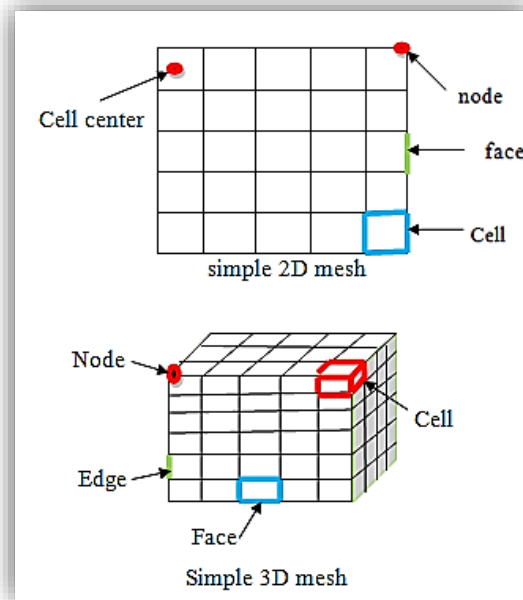 node
Cell center
face
Cell
simple 2D mesh
Node
Cell
Edge
Face
Simple 3D mesh